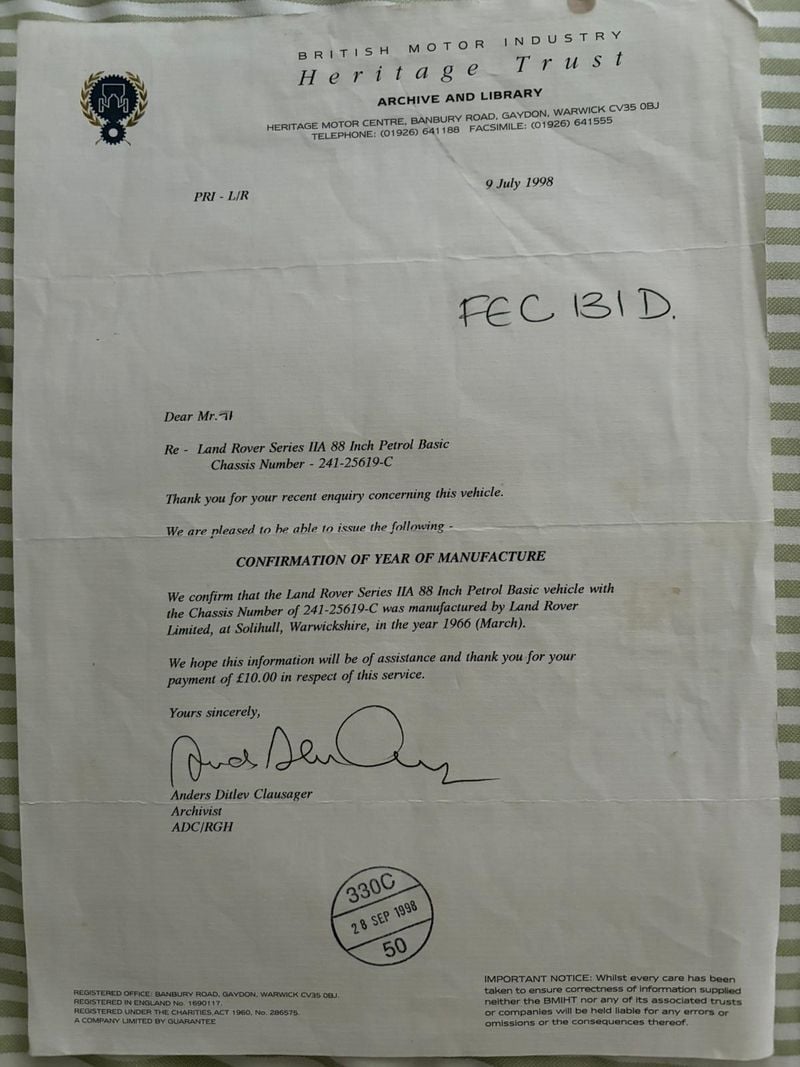 BRITISH MOTOR INDUSTRY
Heritage Trust
ARCHIVE AND LIBRARY
HERITAGE MOTOR CENTRE, BANBURY ROAD, GAYDON, WARWICK CV35 0BJ
TELEPHONE: (01926) 641188 FACSIMILE: (01926) 641555
PRI - L/R
9 July 1998
FEC 131D.
Dear Mr.
Re - Land Rover Series IIA 88 Inch Petrol Basic
Chassis Number - 241-25619-C
Thank you for your recent enquiry concerning this vehicle.
We are pleased to be able to issue the following -
CONFIRMATION OF YEAR OF MANUFACTURE
We confirm that the Land Rover Series IIA 88 Inch Petrol Basic vehicle with
the Chassis Number of 241-25619-C was manufactured by Land Rover
Limited, at Solihull, Warwickshire, in the year 1966 (March).
We hope this information will be of assistance and thank you for your
payment of £10.00 in respect of this service.
Yours sincerely,
Anders Ditlev Clausager
Archivist
ADC/RGH
330C
28 SEP 1998
50
REGISTERED OFFICE: BANBURY ROAD, GAYDON, WARWICK CV35 0BJ.
REGISTERED IN ENGLAND No. 1690117.
REGISTERED UNDER THE CHARITIES ACT 1960, No. 286575.
A COMPANY LIMITED BY GUARANTEE
IMPORTANT NOTICE: Whilst every care has been
taken to ensure correctness of information supplied
neither the BMIHT nor any of its associated trusts
or companies will be held liable for any errors or
omissions or the consequences thereof.